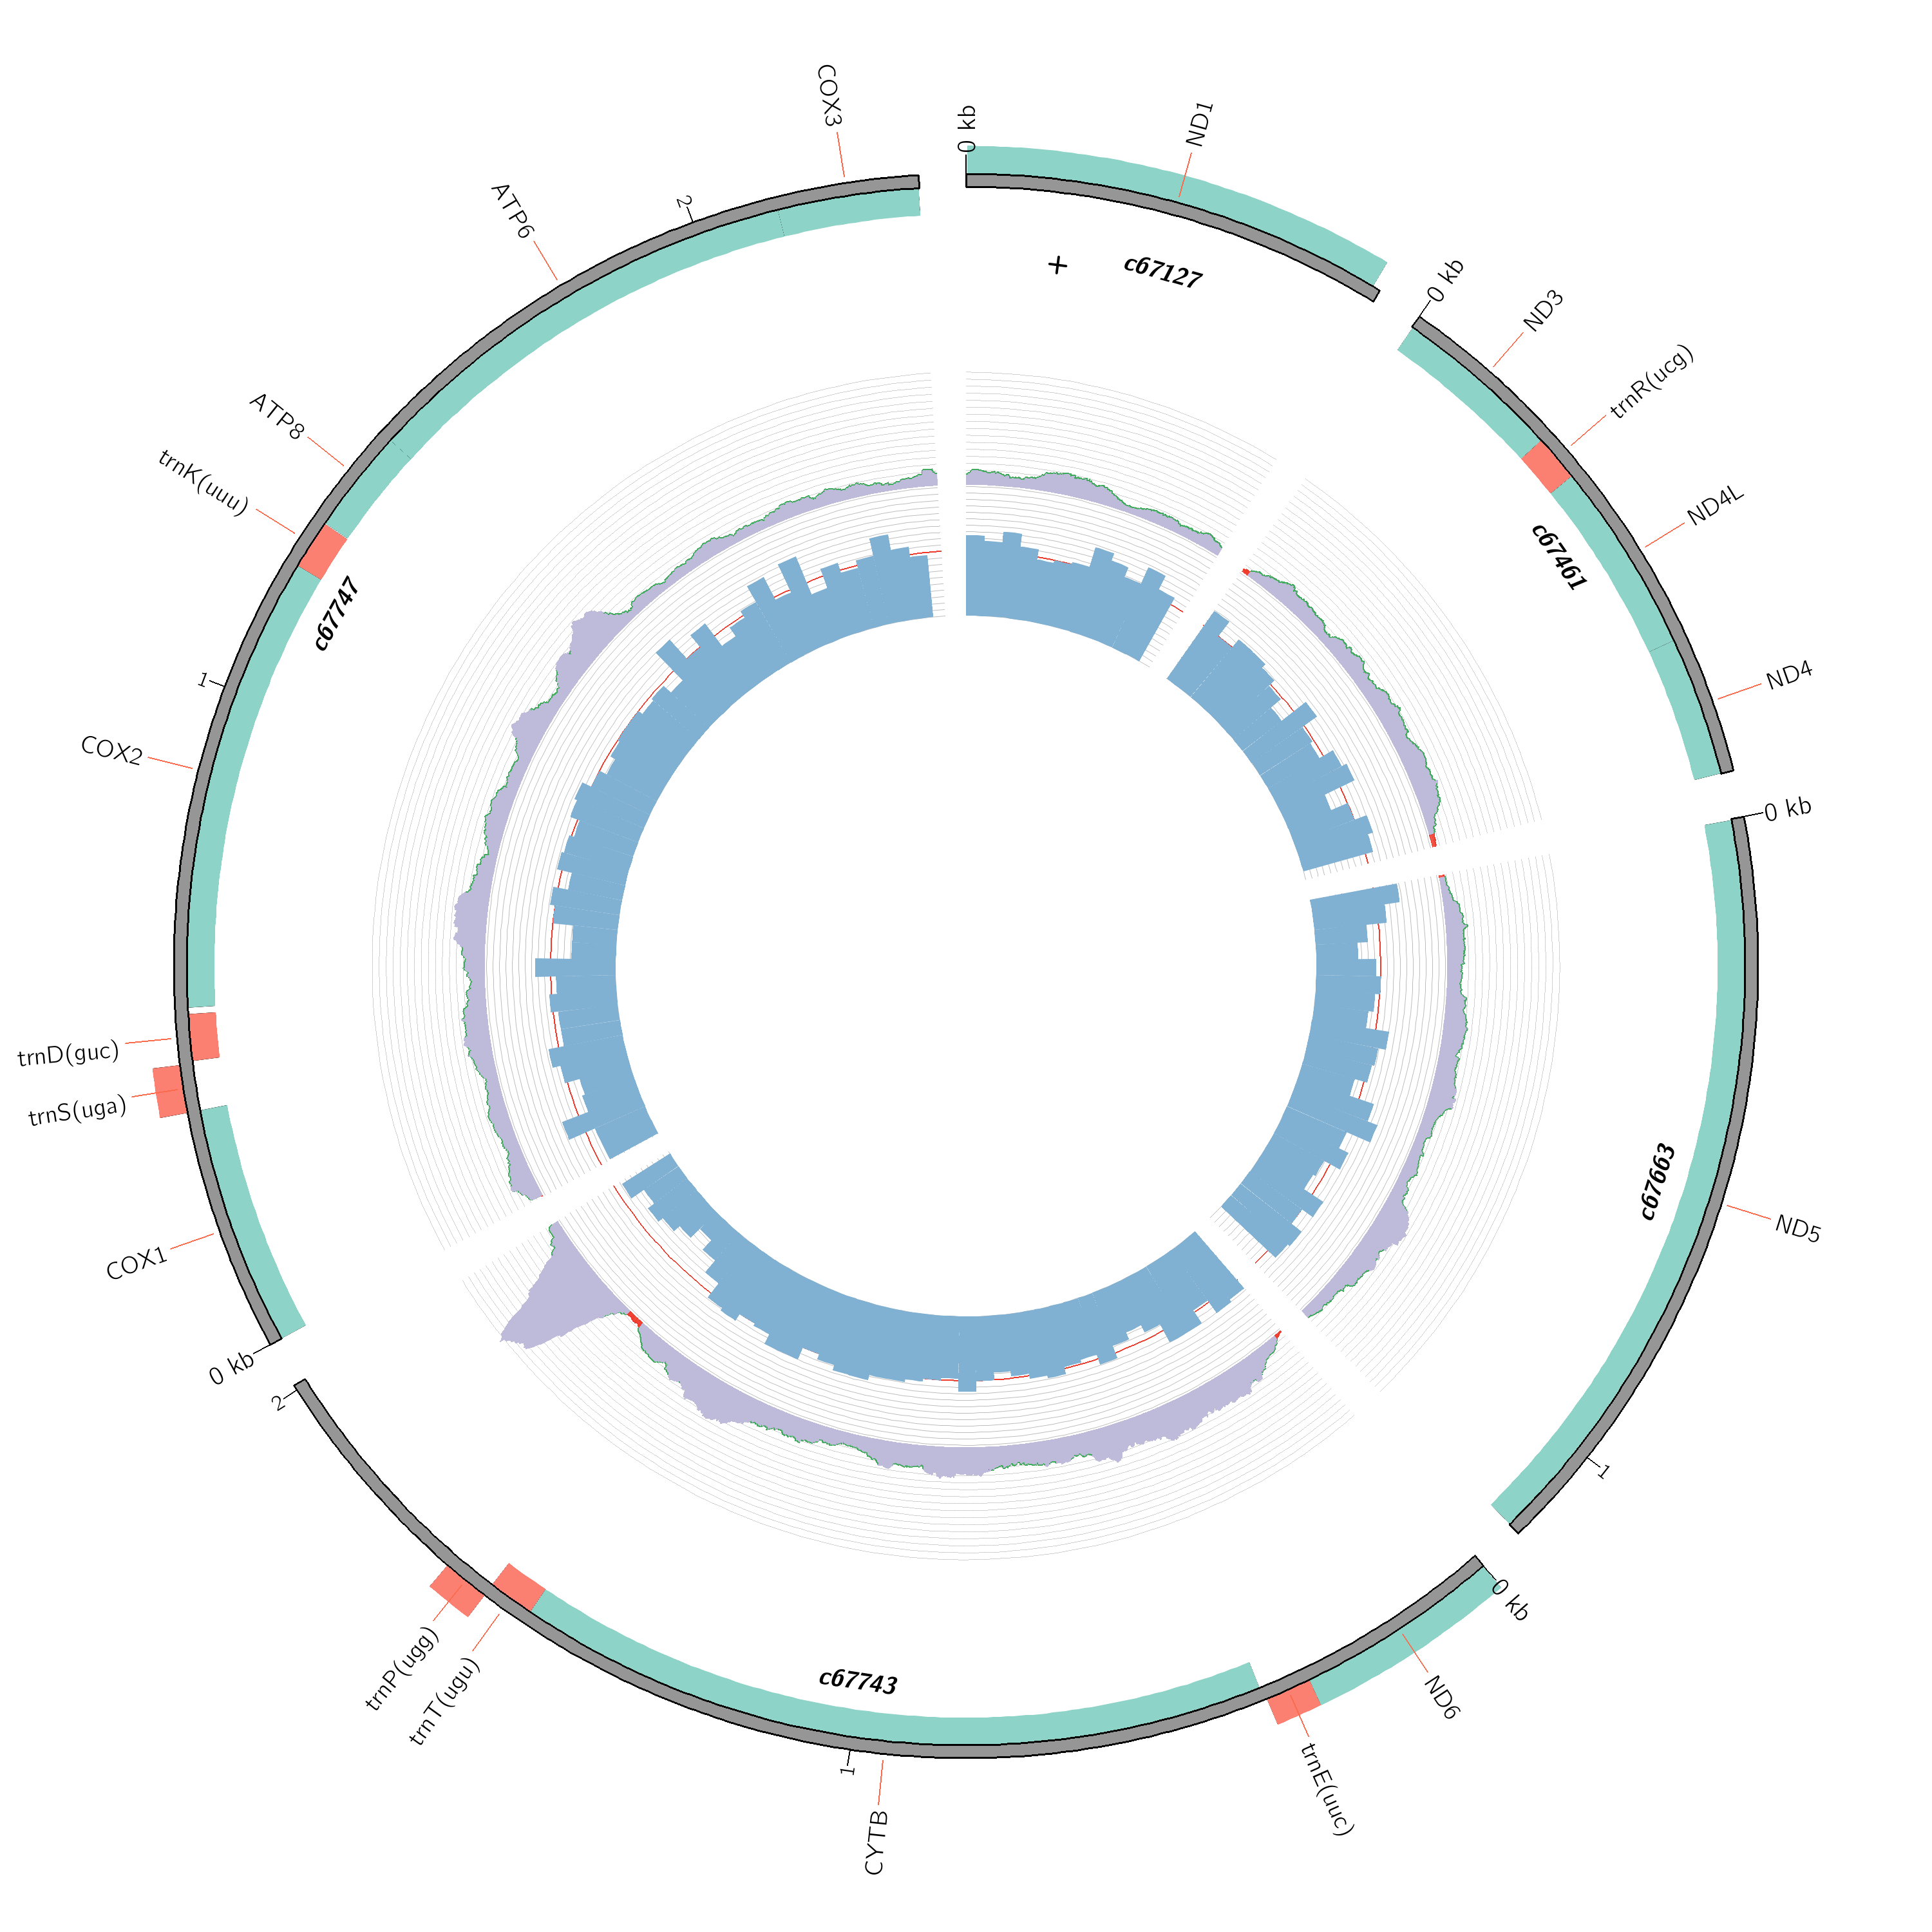 0 kb
ND1
+
c67127
0 kb
ND3
trnR(ucg)
ND4L
ND4
c67461
0 kb
ND5
c67663
1
0 kb
ND6
trnE(uuc)
CYTB
1
c67743
trnT(ugu)
trnP(ugg)
2
0 kb
COX1
trnS(uga)
trnD(guc)
COX2
1
c67747
trnK(uuu)
ATP8
ATP6
2
COX3